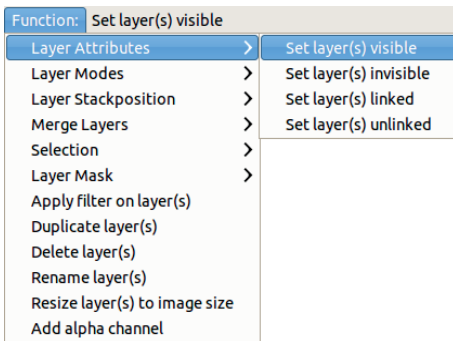 Function: Set layer(s) visible
Layer Attributes
Set layer(s) visible
Layer Modes
Set layer(s) invisible
Layer Stackposition
Set layer(s) linked
Merge Layers
Set layer(s) unlinked
Selection
Layer Mask
Apply filter on layer(s)
Duplicate layer(s)
Delete layer(s)
Rename layer(s)
Resize layer(s) to image size
Add alpha channel